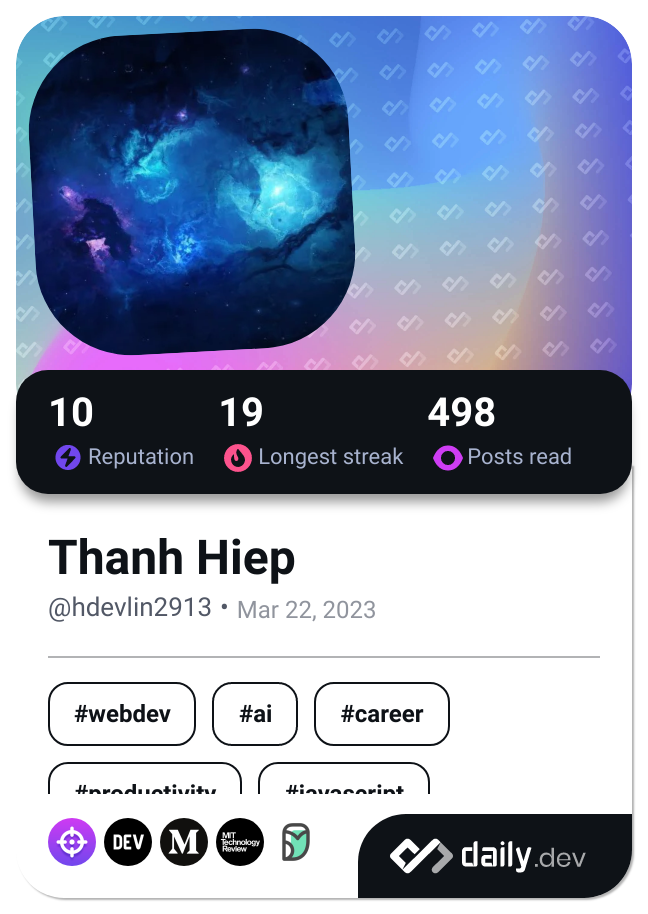 10 19 498
Reputation Longest streak Posts read
Thanh Hiep
@hdevlin2913 • Mar 22, 2023
#webdev #ai #career
#productivity #javascript
DEV M MIT
Technology
Review
daily.dev